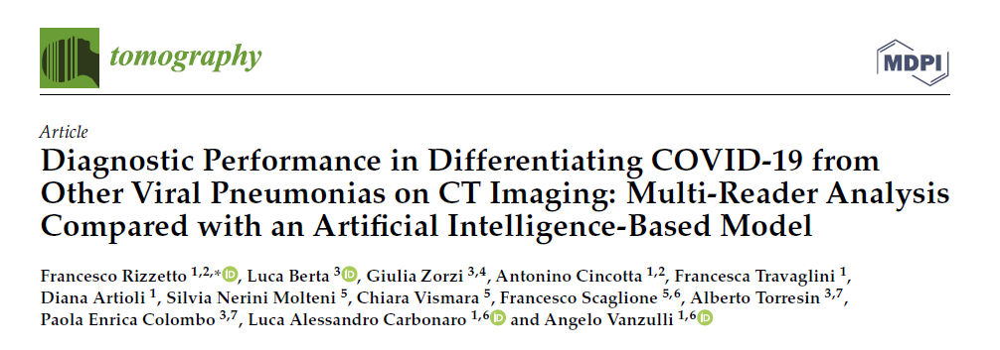 tomography
MDPI
Article
Diagnostic Performance in Differentiating COVID-19 from
Other Viral Pneumonias on CT Imaging: Multi-Reader Analysis
Compared with an Artificial Intelligence-Based Model
Francesco Rizzetto 1,2,* iD, Luca Berta 3 iD, Giulia Zorzi 3,4, Antonino Cincotta 1,2, Francesca Travaglini 1,
Diana Artioli 1, Silvia Nerini Molteni 5, Chiara Vismara 5, Francesco Scaglione 5,6, Alberto Torresin 3,7,
Paola Enrica Colombo 3,7, Luca Alessandro Carbonaro 1,6 iD and Angelo Vanzulli 1,6 iD